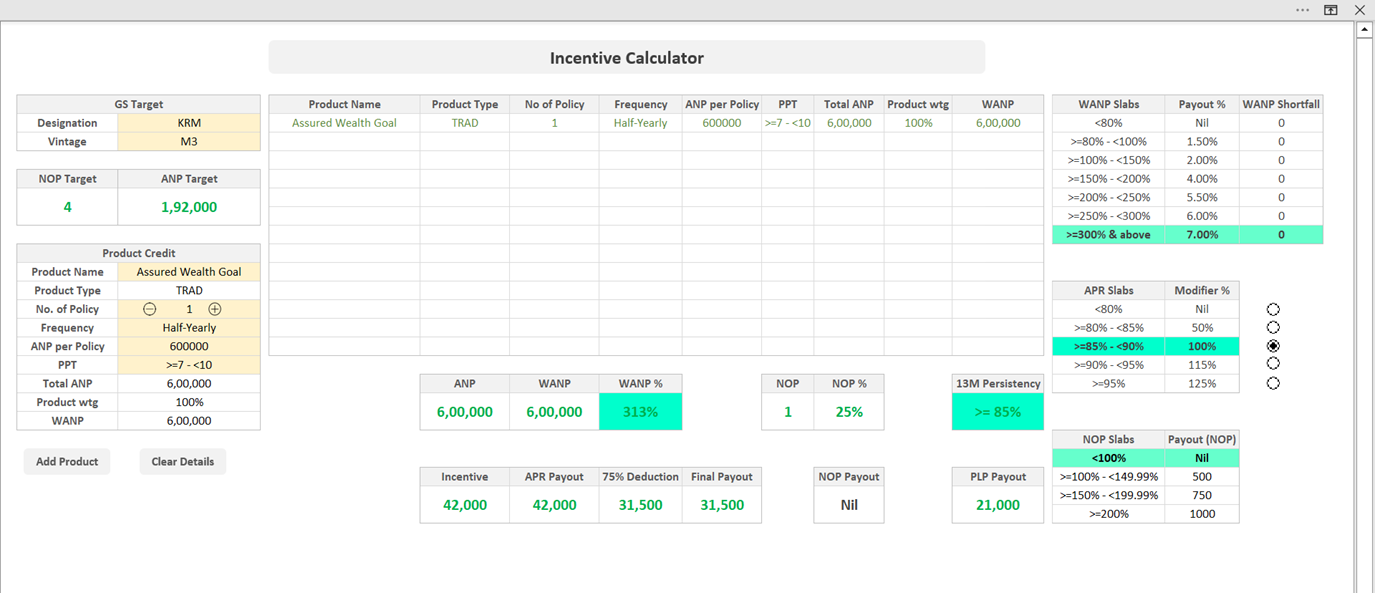 Incentive Calculator
GS Target
Designation KRM
Vintage M3
NOP Target ANP Target
4 1,92,000
Product Credit
Product Name Assured Wealth Goal
Product Type TRAD
No. of Policy 1
Frequency Half-Yearly
ANP per Policy 600000
PPT >=7 - <10
Total ANP 6,00,000
Product wtg 100%
WANP 6,00,000
Add Product Clear Details
Product Name Product Type No of Policy Frequency ANP per Policy PPT Total ANP Product wtg WANP
Assured Wealth Goal TRAD 1 Half-Yearly 600000 >=7 - <10 6,00,000 100% 6,00,000
ANP WANP WANP %
6,00,000 6,00,000 313%
NOP NOP %
1 25%
13M Persistency
>= 85%
Incentive APR Payout 75% Deduction Final Payout
42,000 42,000 31,500 31,500
NOP Payout
Nil
PLP Payout
21,000
WANP Slabs Payout % WANP Shortfall
<80% Nil 0
>=80% - <100% 1.50% 0
>=100% - <150% 2.00% 0
>=150% - <200% 4.00% 0
>=200% - <250% 5.50% 0
>=250% - <300% 6.00% 0
>=300% & above 7.00% 0
APR Slabs Modifier %
<80% Nil
>=80% - <85% 50%
>=85% - <90% 100%
>=90% - <95% 115%
>=95% 125%
NOP Slabs Payout (NOP)
<100% Nil
>=100% - <149.99% 500
>=150% - <199.99% 750
>=200% 1000